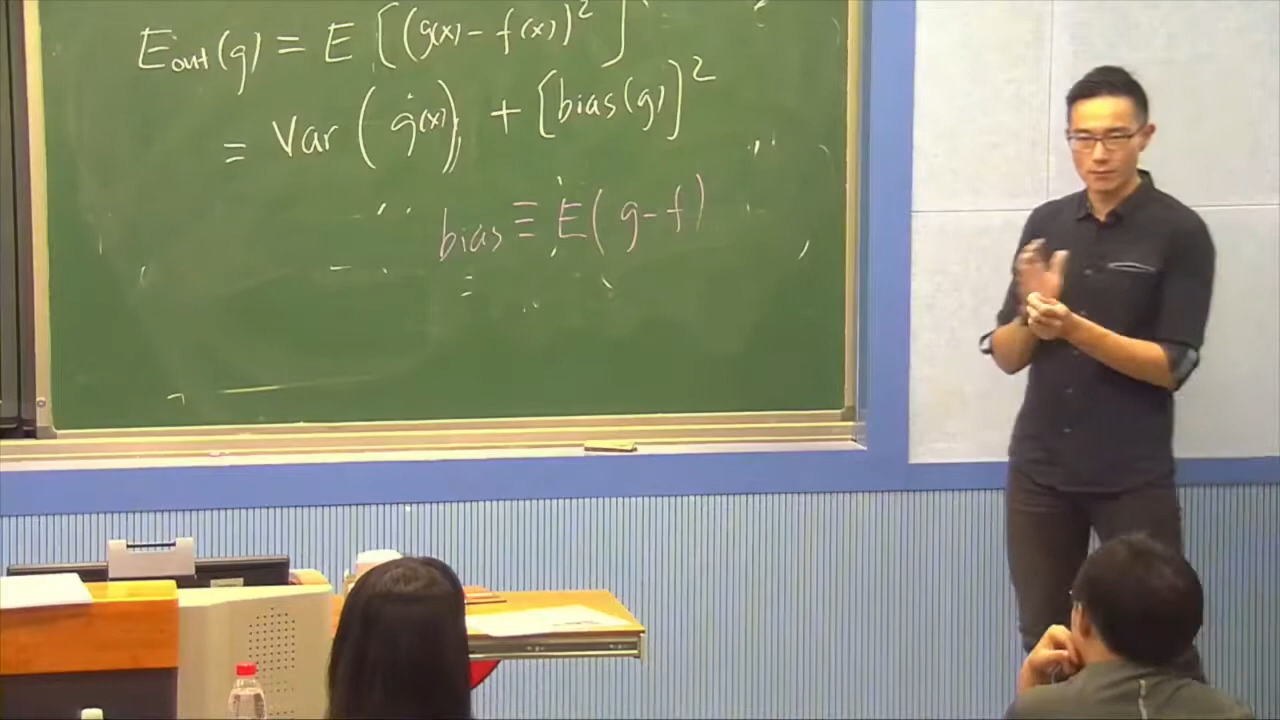 E_out(g) = E [(g(x) - f(x))^2]
= Var (g(x)) + [bias(g)]^2
bias ≡ E(g-f)